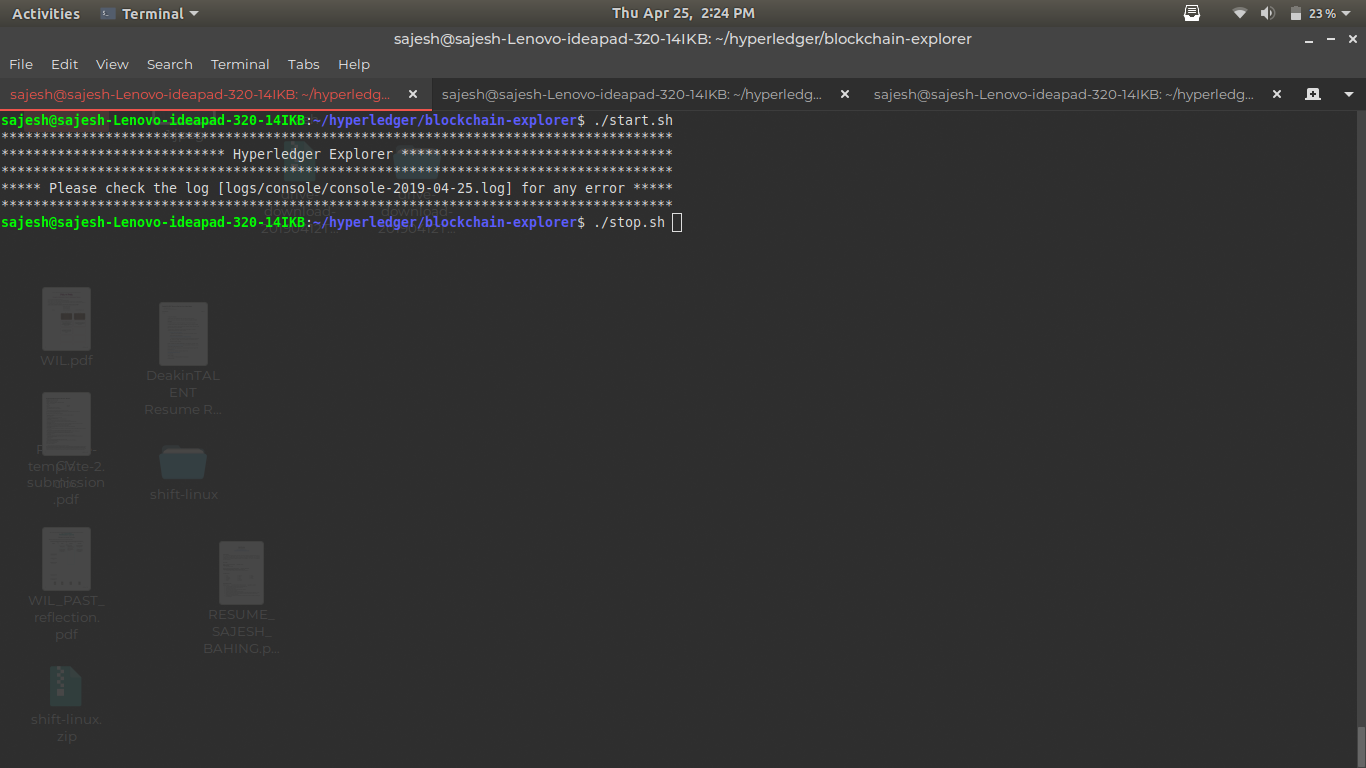 Activities Terminal Thu Apr 25, 2:24 PM 23 %
sajesh@sajesh-Lenovo-ideapad-320-14IKB: ~/hyperledger/blockchain-explorer
File Edit View Search Terminal Tabs Help
sajesh@sajesh-Lenovo-ideapad-320-14IKB: ~/hyperledg... sajesh@sajesh-Lenovo-ideapad-320-14IKB: ~/hyperledg... sajesh@sajesh-Lenovo-ideapad-320-14IKB: ~/hyperledg...
sajesh@sajesh-Lenovo-ideapad-320-14IKB:~/hyperledger/blockchain-explorer$ ./start.sh
************************************************************************************
**************************** Hyperledger Explorer **********************************
************************************************************************************
***** Please check the log [logs/console/console-2019-04-25.log] for any error *****
************************************************************************************
sajesh@sajesh-Lenovo-ideapad-320-14IKB:~/hyperledger/blockchain-explorer$ ./stop.sh
WIL.pdf
DeakinTAL
ENT
Resume R...
submission
.pdf
shift-linux
WIL_PAST_
reflection.
pdf
RESUME_
SAJESH_
BAHING.p...
shift-linux.
zip